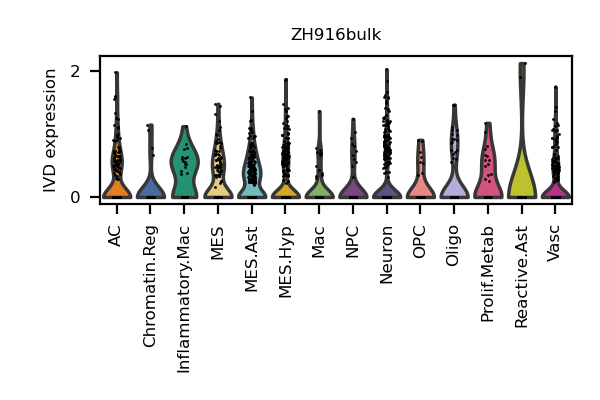 ZH916bulk
IVD expression
2
0
AC
Chromatin.Reg
Inflammatory.Mac
MES
MES.Ast
MES.Hyp
Mac
NPC
Neuron
OPC
Oligo
Prolif.Metab
Reactive.Ast
Vasc